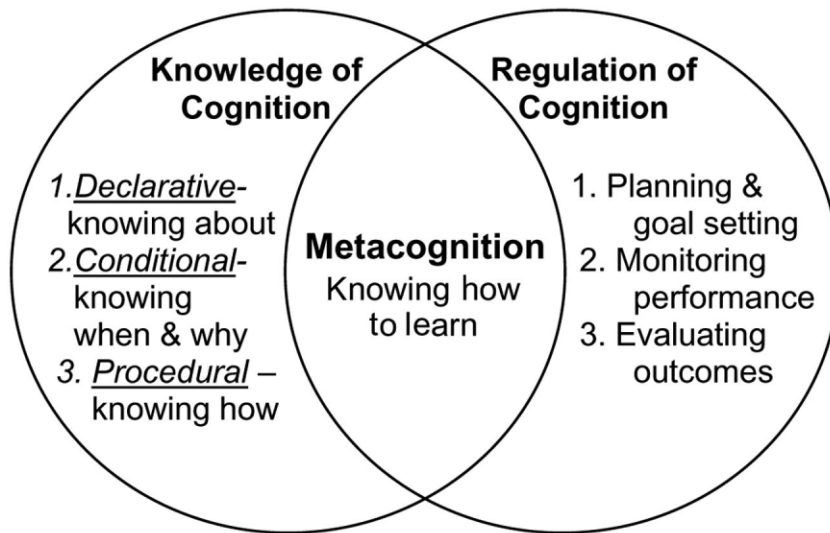 Knowledge of
Cognition
1.Declarative-
knowing about
2.Conditional-
knowing
when & why
3. Procedural –
knowing how
Metacognition
Knowing how
to learn
Regulation of
Cognition
1. Planning &
goal setting
2. Monitoring
performance
3. Evaluating
outcomes